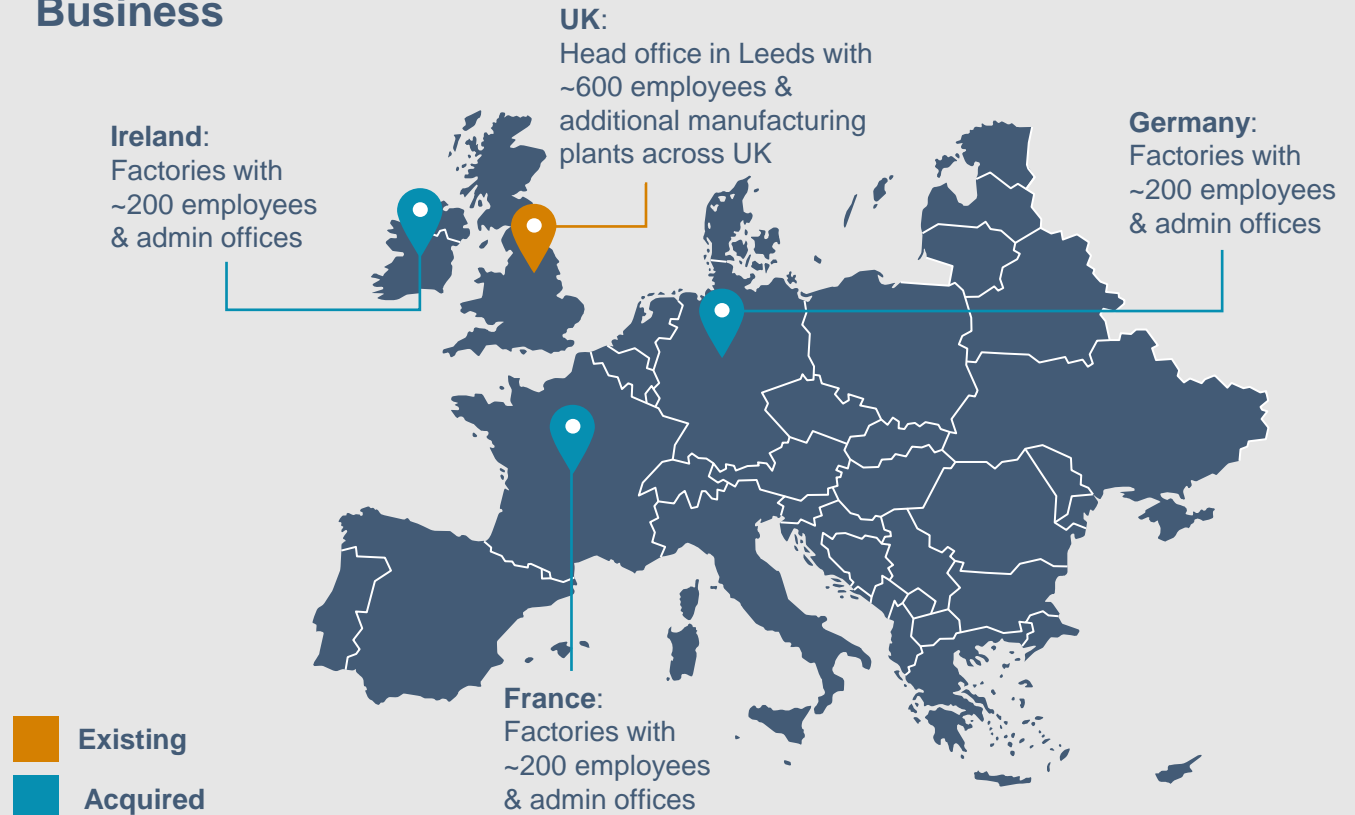 Business
UK:
Head office in Leeds with
~600 employees &
additional manufacturing
plants across UK
Ireland:
Factories with
~200 employees
& admin offices
Germany:
Factories with
~200 employees
& admin offices
France:
Factories with
~200 employees
& admin offices
Existing
Acquired